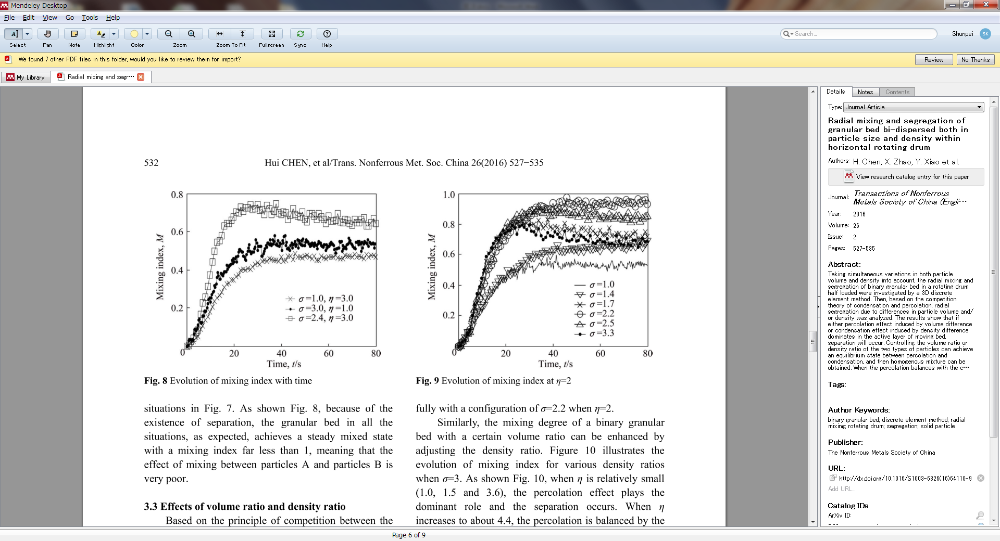 Mendeley Desktop
File Edit View Go Tools Help
Select Pan Note Highlight Color Zoom Zoom To Fit Fullscreen Sync Help
Search...
Shunpei SK
We found 7 other PDF files in this folder, would you like to review them for import?
Review No Thanks
My Library Radial mixing and segr···
532 Hui CHEN, et al/Trans. Nonferrous Met. Soc. China 26(2016) 527−535
Mixing index, M
0.8
0.6
0.4
0.2
0 20 40 60 80
Time, t/s
σ=1.0, η=3.0
σ=3.0, η=1.0
σ=2.4, η=3.0
Fig. 8 Evolution of mixing index with time
situations in Fig. 7. As shown Fig. 8, because of the
existence of separation, the granular bed in all the
situations, as expected, achieves a steady mixed state
with a mixing index far less than 1, meaning that the
effect of mixing between particles A and particles B is
very poor.
3.3 Effects of volume ratio and density ratio
Based on the principle of competition between the
Mixing index, M
1.0
0.8
0.6
0.4
0.2
0 20 40 60 80
Time, t/s
σ=1.0
σ=1.4
σ=1.7
σ=2.2
σ=2.5
σ=3.3
Fig. 9 Evolution of mixing index at η=2
fully with a configuration of σ=2.2 when η=2.
Similarly, the mixing degree of a binary granular
bed with a certain volume ratio can be enhanced by
adjusting the density ratio. Figure 10 illustrates the
evolution of mixing index for various density ratios
when σ=3. As shown Fig. 10, when η is relatively small
(1.0, 1.5 and 3.6), the percolation effect plays the
dominant role and the separation occurs. When η
increases to about 4.4, the percolation is balanced by the
Page 6 of 9
Details Notes Contents
Type: Journal Article
Radial mixing and segregation of
granular bed bi-dispersed both in
particle size and density within
horizontal rotating drum
Authors: H. Chen, X. Zhao, Y. Xiao et al.
View research catalog entry for this paper
Journal: Transactions of Nonferrous
Metals Society of China (Engli···
Year: 2016
Volume: 26
Issue: 2
Pages: 527-535
Abstract:
Taking simultaneous variations in both particle
volume and density into account, the radial mixing and
segregation of binary granular bed in a rotating drum
half loaded were investigated by a 3D discrete
element method. Then, based on the competition
theory of condensation and percolation, radial
segregation due to differences in particle volume and/
or density was analyzed. The results show that if
either percolation effect induced by volume difference
or condensation effect induced by density difference
dominates in the active layer of moving bed,
separation will occur. Controlling the volume ratio or
density ratio of the two types of particles can achieve
an equilibrium state between percolation and
condensation, and then homogenous mixture can be
obtained. When the percolation balances with the c···
Tags:
Author Keywords:
binary granular bed; discrete element method; radial
mixing; rotating drum; segregation; solid particle
Publisher:
The Nonferrous Metals Society of China
URL:
http://dx.doi.org/10.1016/S1003-6326(16)64110-9
Add URL...
Catalog IDs
ArXiv ID: